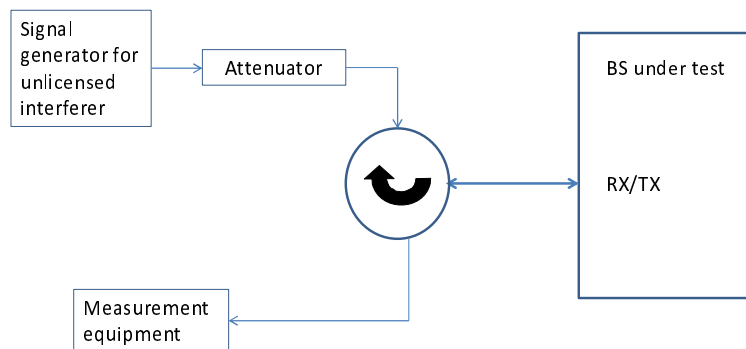 Signal
generator for
unlicensed
interferer
Attenuator
BS under test
RX/TX
Measurement
equipment